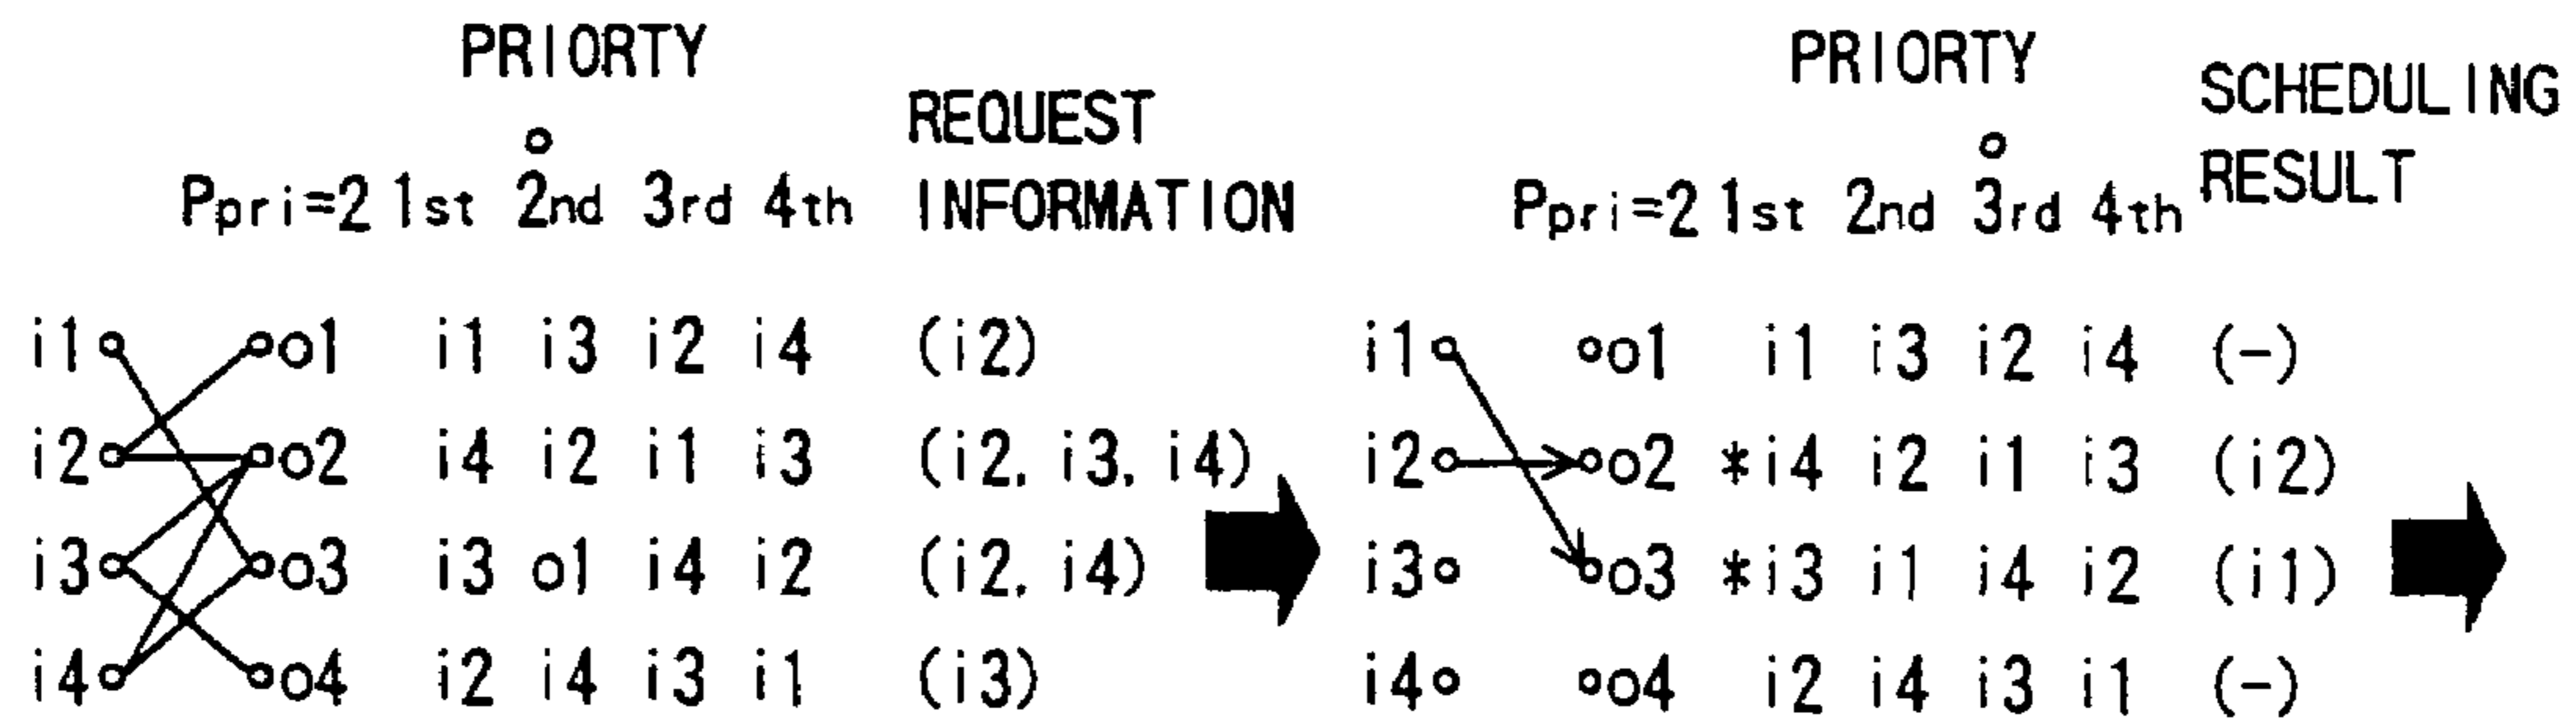 PRIORTY
REQUEST
INFORMATION
Ppri=2 1st 2nd 3rd 4th
i1 o1 i1 i3 i2 i4 (i2)
i2 o2 i4 i2 i1 i3 (i2, i3, i4)
i3 o3 i3 o1 i4 i2 (i2, i4)
i4 o4 i2 i4 i3 i1 (i3)
PRIORTY
SCHEDULING
RESULT
Ppri=2 1st 2nd 3rd 4th
i1 o1 i1 i3 i2 i4 (-)
i2 o2 *i4 i2 i1 i3 (i2)
i3 o3 *i3 i1 i4 i2 (i1)
i4 o4 i2 i4 i3 i1 (-)